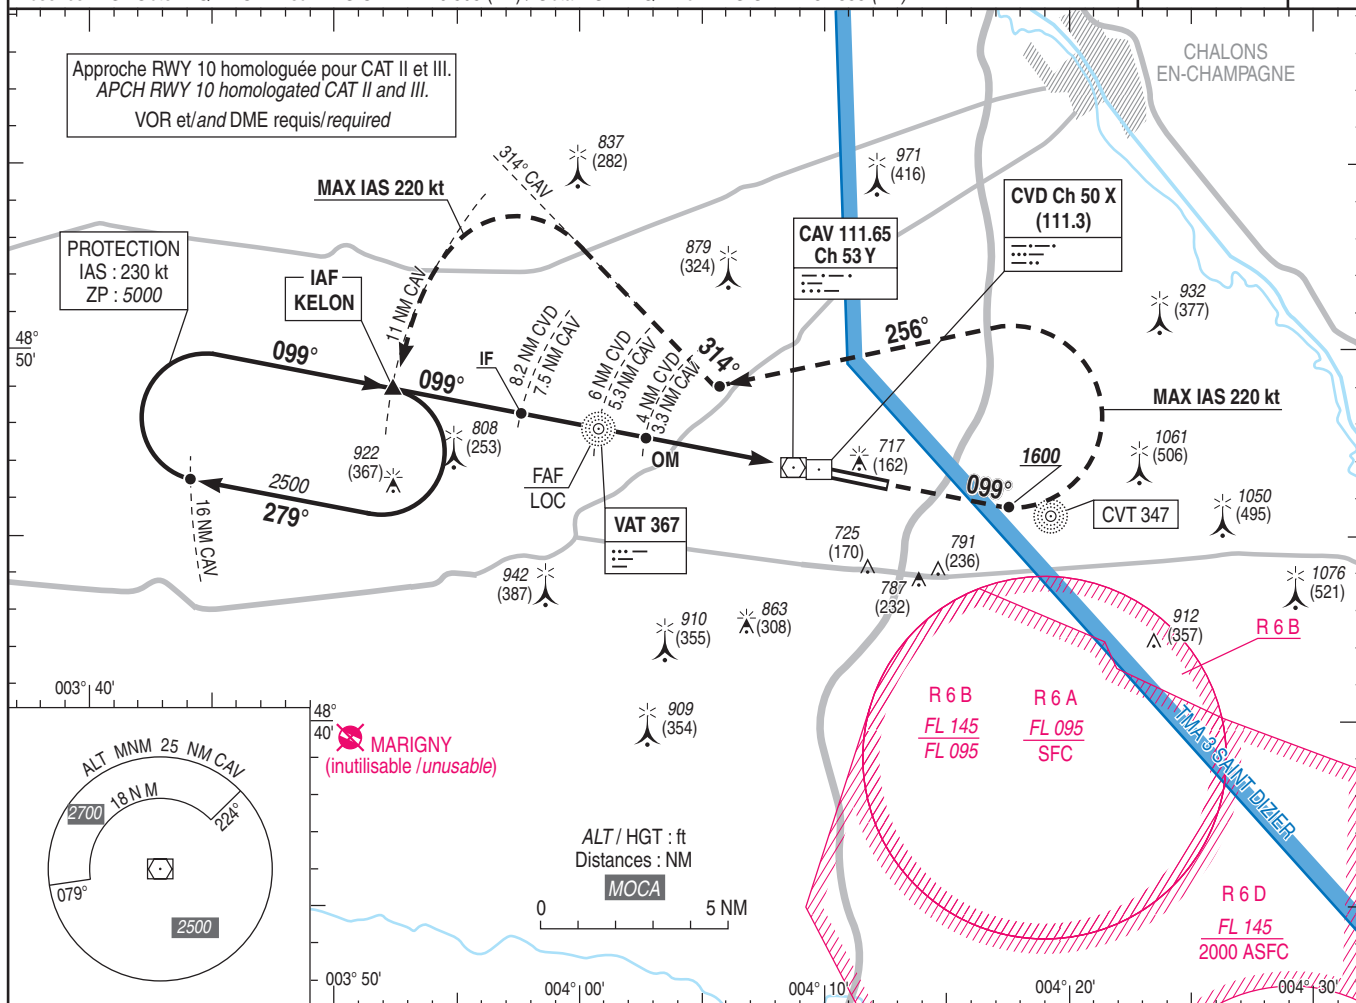 Approche RWY 10 homologuée pour CAT II et III.
APCH RWY 10 homologated CAT II and III.
VOR et/and DME requis/required
CHALONS
EN-CHAMPAGNE
837
(282)
314° CAV
MAX IAS 220 kt
971
(416)
CVD Ch 50 X
(111.3)
CAV 111.65
Ch 53 Y
PROTECTION
IAS : 230 kt
ZP : 5000
IAF
KELON
11 NM CAV
879
(324)
932
(377)
48°
50'
099°
099°
IF
8.2 NM CVD
7.5 NM CAV
6 NM CVD
5.3 NM CAV
4 NM CVD
3.3 NM CAV
314°
256°
MAX IAS 220 kt
808
(253)
922
(367)
FAF
LOC
OM
717
(162)
1600
099°
1061
(506)
1050
(495)
CVT 347
2500
279°
16 NM CAV
VAT 367
725
(170)
791
(236)
787
(232)
942
(387)
910
(355)
863
(308)
1076
(521)
912
(357)
R 6 B
003° 40'
48°
40'
MARIGNY
(inutilisable /unusable)
909
(354)
R 6 B
FL 145
FL 095
R 6 A
FL 095
SFC
TMA 3 SAINT DIZIER
ALT MNM 25 NM CAV
18 N M
2700
224°
079°
2500
ALT / HGT : ft
Distances : NM
MOCA
0
5 NM
R 6 D
FL 145
2000 ASFC
003° 50'
004° 00'
004° 10'
004° 20'
004° 30'